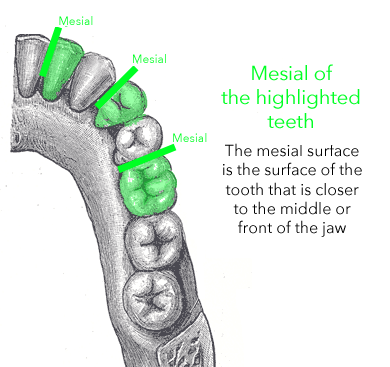 Mesial
Mesial
Mesial
Mesial of
the highlighted
teeth
The mesial surface
is the surface of the
tooth that is closer
to the middle or
front of the jaw